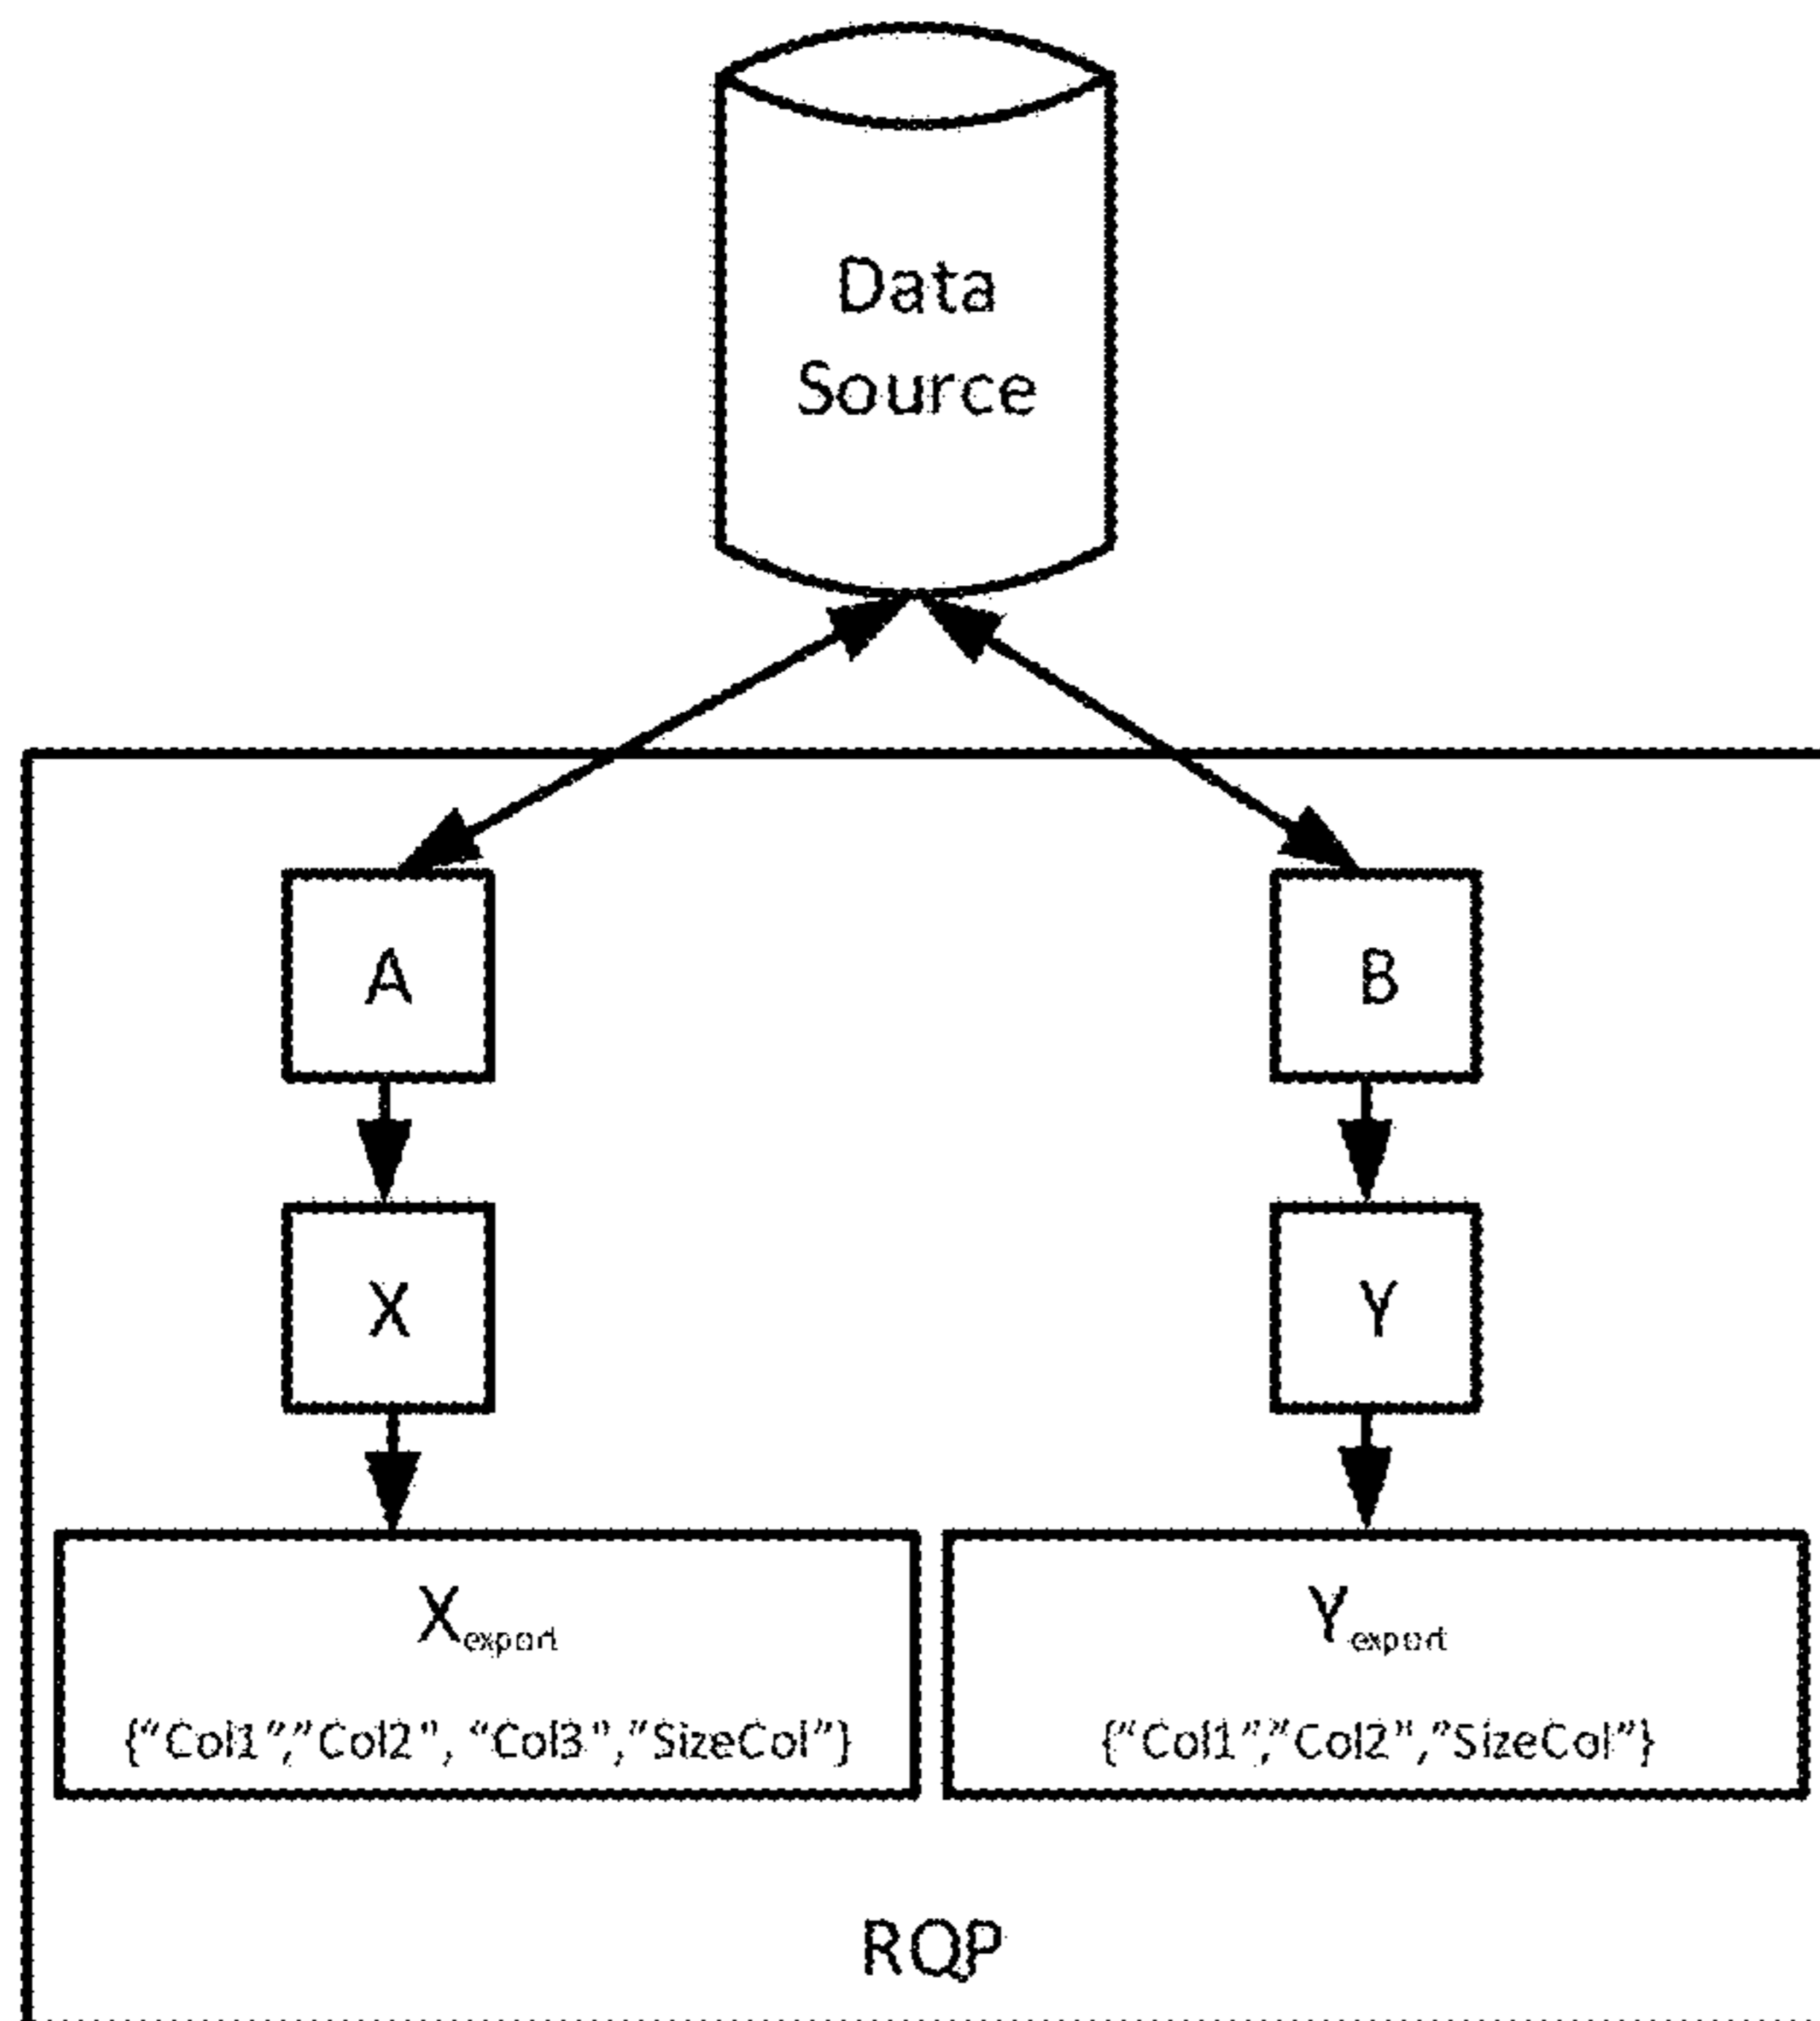 Data
Source
A
B
X
Y
Xexport
{“Col1”,”Col2”, “Col3”,”SizeCol”}
Yexport
{“Col1”,”Col2”,”SizeCol”}
RQP